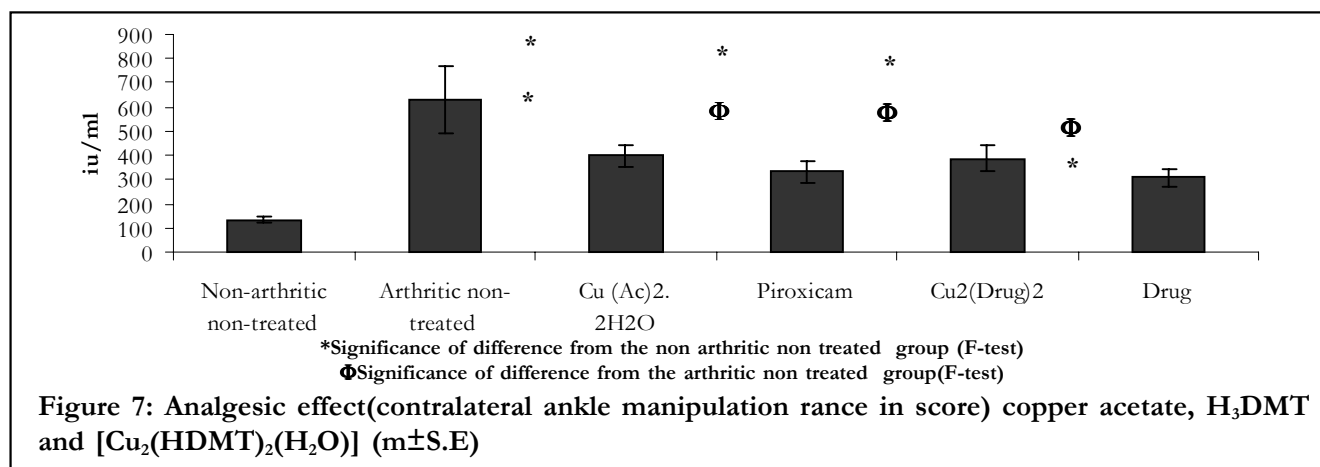 900
800
700
600
500
400
300
200
100
0
iu/ml
* * *
* Φ Φ Φ
*
Non-arthritic Arthritic non- Cu (Ac)2. Piroxicam Cu2(Drug)2 Drug
non-treated treated 2H2O
*Significance of difference from the non arthritic non treated group (F-test)
ΦSignificance of difference from the arthritic non treated group(F-test)
Figure 7: Analgesic effect(contralateral ankle manipulation rance in score) copper acetate, H₃DMT
and [Cu₂(HDMT)₂(H₂O)] (m±S.E)